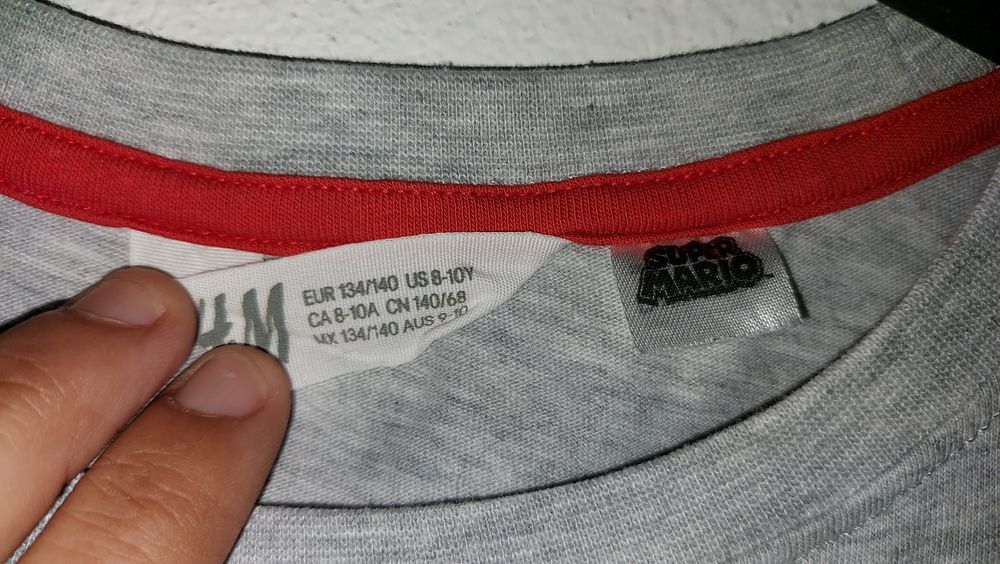 H&M
EUR 134/140 US 8-10Y
CA 8-10A CN 140/68
MX 134/140 AUS 9-10
SUPER
MARIO